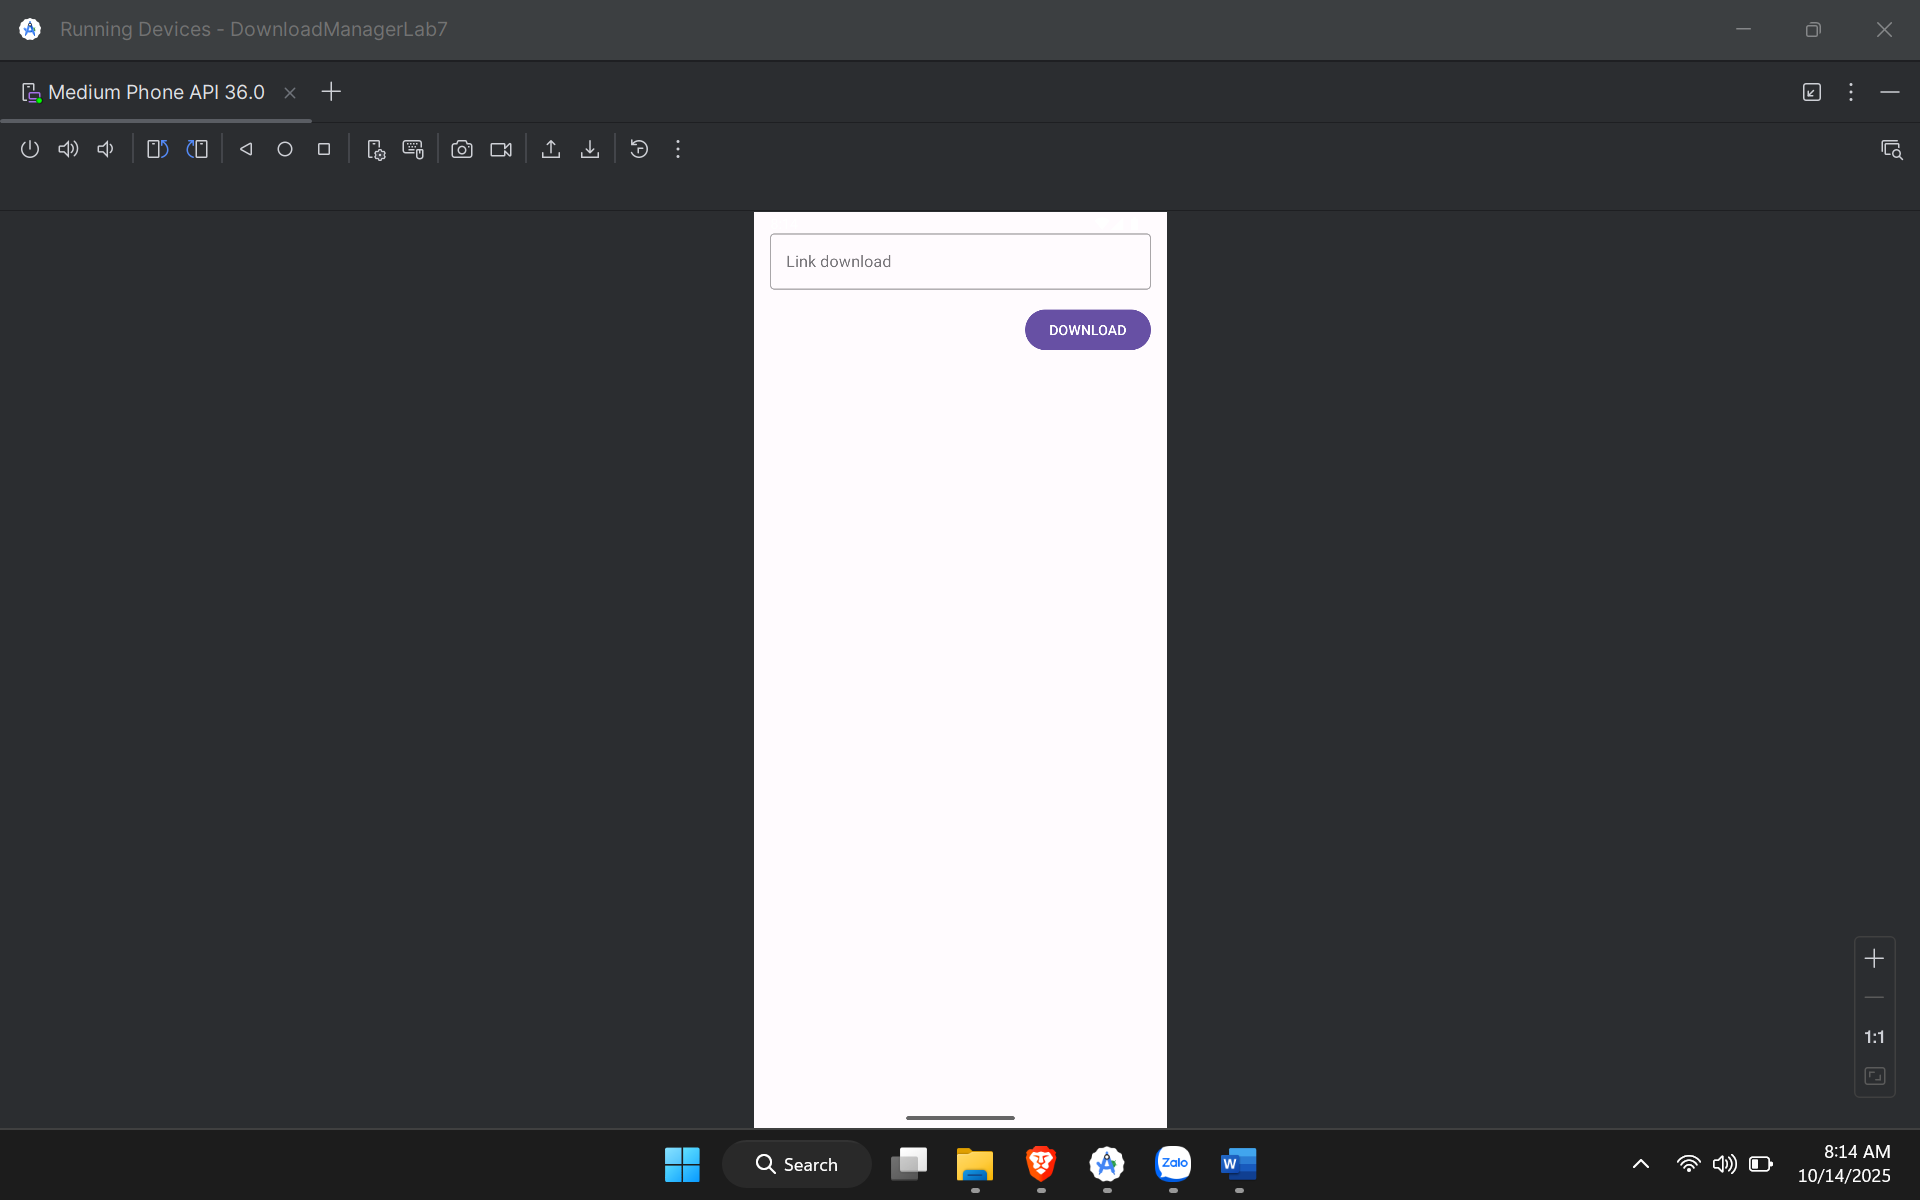 Running Devices - DownloadManagerLab7
Medium Phone API 36.0
Link download
DOWNLOAD
1:1
Search
Zalo
W
8:14 AM
10/14/2025